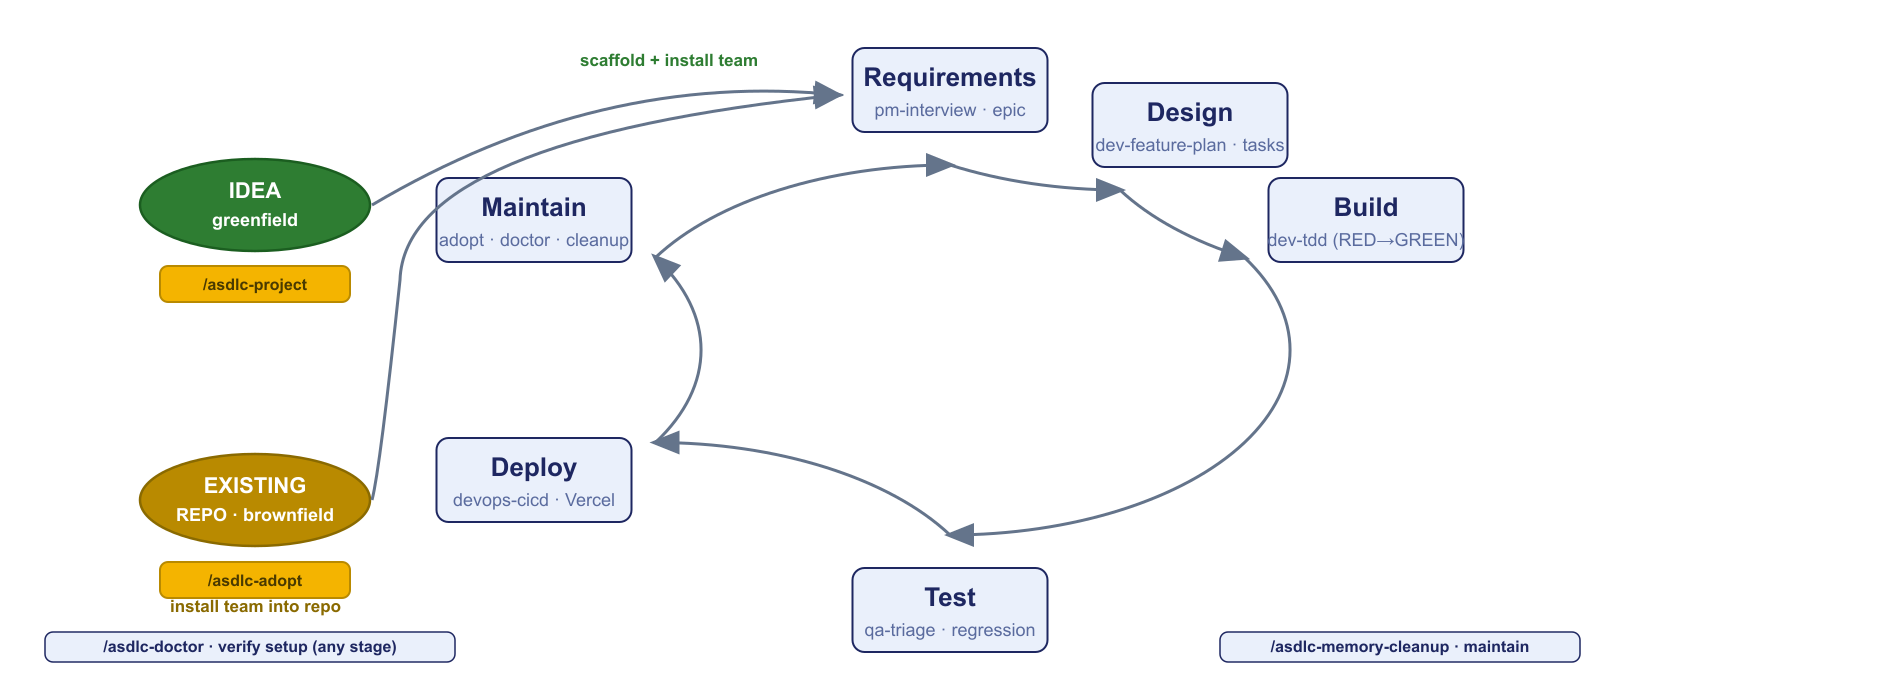 scaffold + install team
Requirements
pm-interview · epic
Design
dev-feature-plan · tasks
IDEA
greenfield
Maintain
adopt · doctor · cleanup
Build
dev-tdd (RED→GREEN)
/asdlc-project
EXISTING
REPO · brownfield
Deploy
devops-cicd · Vercel
/asdlc-adopt
install team into repo
Test
qa-triage · regression
/asdlc-doctor · verify setup (any stage)
/asdlc-memory-cleanup · maintain